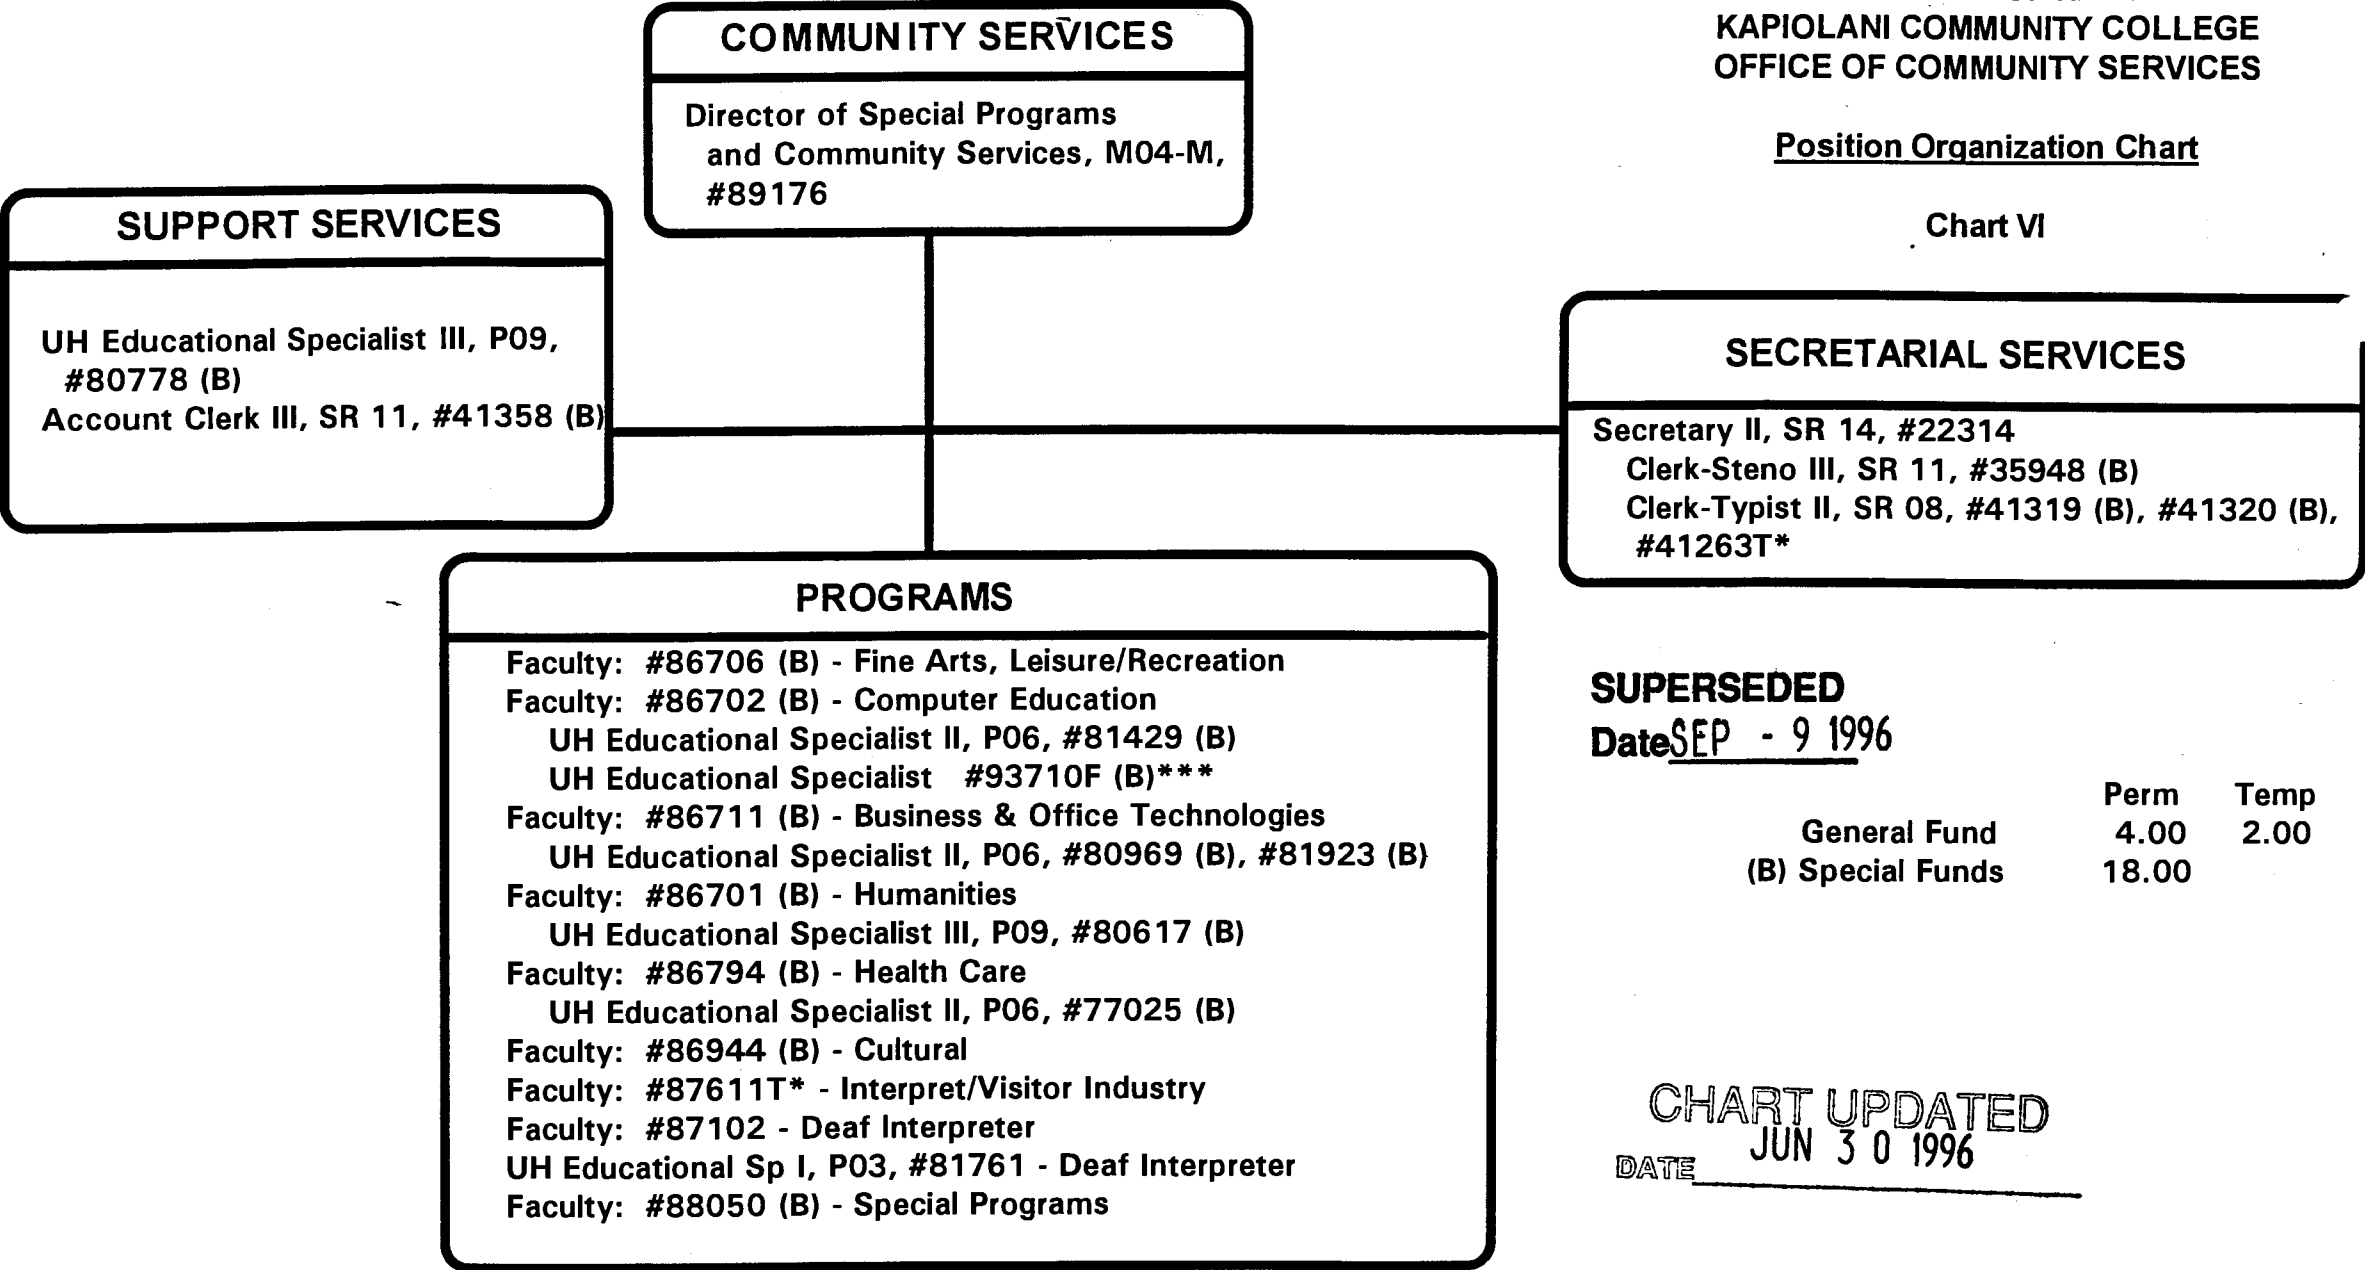 KAPIOLANI COMMUNITY COLLEGE
OFFICE OF COMMUNITY SERVICES
Position Organization Chart
Chart VI
COMMUNITY SERVICES
Director of Special Programs
and Community Services, M04-M,
#89176
SUPPORT SERVICES
UH Educational Specialist III, P09,
#80778 (B)
Account Clerk III, SR 11, #41358 (B)
SECRETARIAL SERVICES
Secretary II, SR 14, #22314
Clerk-Steno III, SR 11, #35948 (B)
Clerk-Typist II, SR 08, #41319 (B), #41320 (B),
#41263T*
PROGRAMS
Faculty: #86706 (B) - Fine Arts, Leisure/Recreation
Faculty: #86702 (B) - Computer Education
UH Educational Specialist II, P06, #81429 (B)
UH Educational Specialist #93710F (B)***
Faculty: #86711 (B) - Business & Office Technologies
UH Educational Specialist II, P06, #80969 (B), #81923 (B)
Faculty: #86701 (B) - Humanities
UH Educational Specialist III, P09, #80617 (B)
Faculty: #86794 (B) - Health Care
UH Educational Specialist II, P06, #77025 (B)
Faculty: #86944 (B) - Cultural
Faculty: #87611T* - Interpret/Visitor Industry
Faculty: #87102 - Deaf Interpreter
UH Educational Sp I, P03, #81761 - Deaf Interpreter
Faculty: #88050 (B) - Special Programs
SUPERSEDED
Date SEP - 9 1996
Perm Temp
General Fund 4.00 2.00
(B) Special Funds 18.00
CHART UPDATED
DATE JUN 30 1996